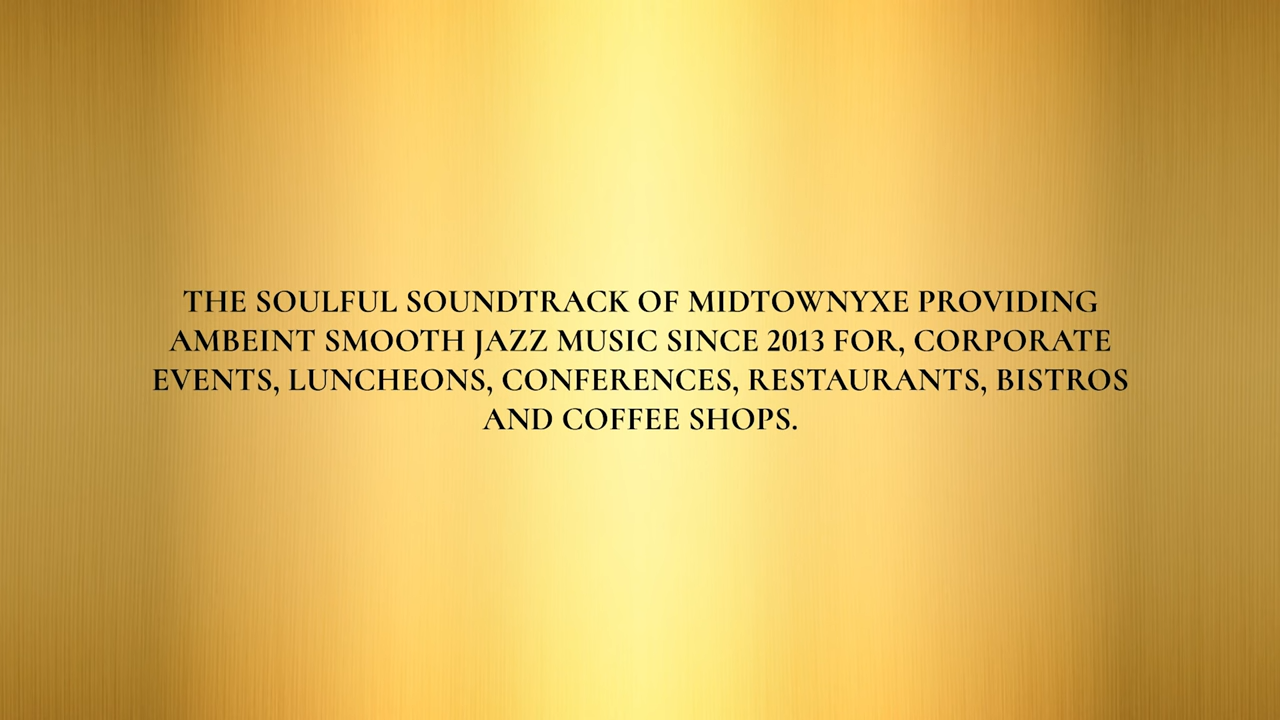 THE SOULFUL SOUNDTRACK OF MIDTOWNYXE PROVIDING
AMBEINT SMOOTH JAZZ MUSIC SINCE 2013 FOR, CORPORATE
EVENTS, LUNCHEONS, CONFERENCES, RESTAURANTS, BISTROS
AND COFFEE SHOPS.